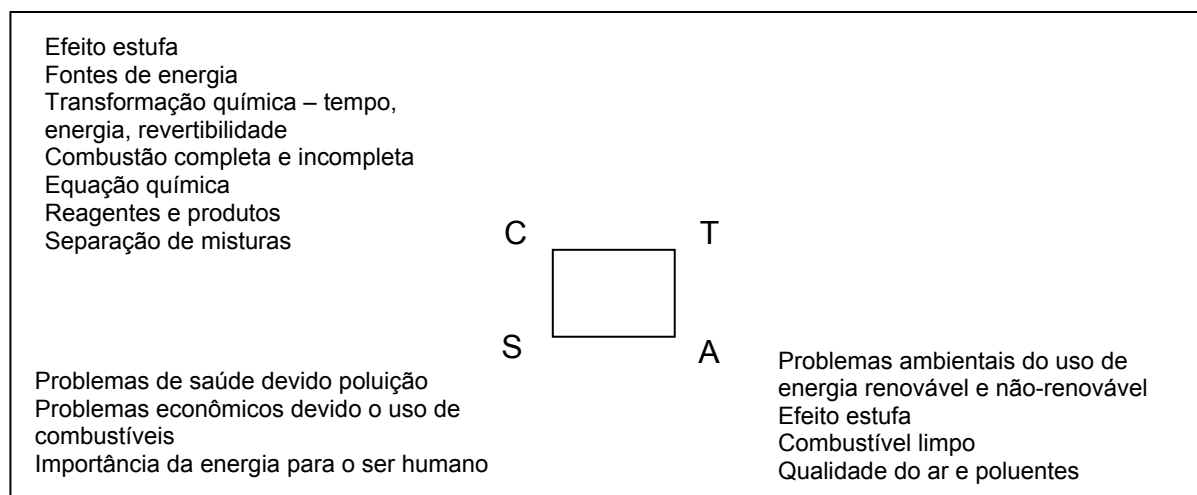 Efeito estufa
Fontes de energia
Transformação química – tempo,
energia, revertibilidade
Combustão completa e incompleta
Equação química
Reagentes e produtos
Separação de misturas
C T
S A
Problemas de saúde devido poluição
Problemas econômicos devido o uso de
combustíveis
Importância da energia para o ser humano
Problemas ambientais do uso de
energia renovável e não-renovável
Efeito estufa
Combustível limpo
Qualidade do ar e poluentes